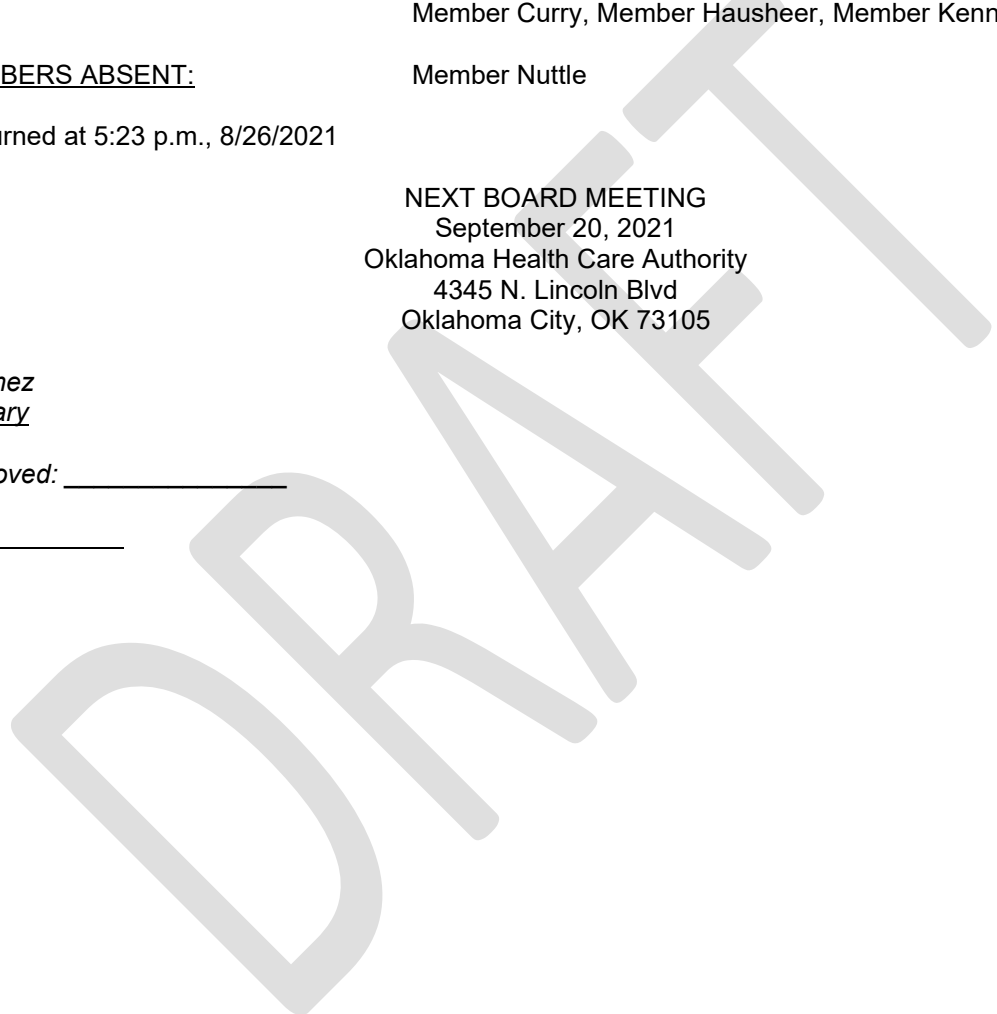 Member Curry, Member Hausheer, Member Kenn
BERS ABSENT: Member Nuttle
rned at 5:23 p.m., 8/26/2021
NEXT BOARD MEETING
September 20, 2021
Oklahoma Health Care Authority
4345 N. Lincoln Blvd
Oklahoma City, OK 73105
nez
ary
oved: _______________
DRAFT